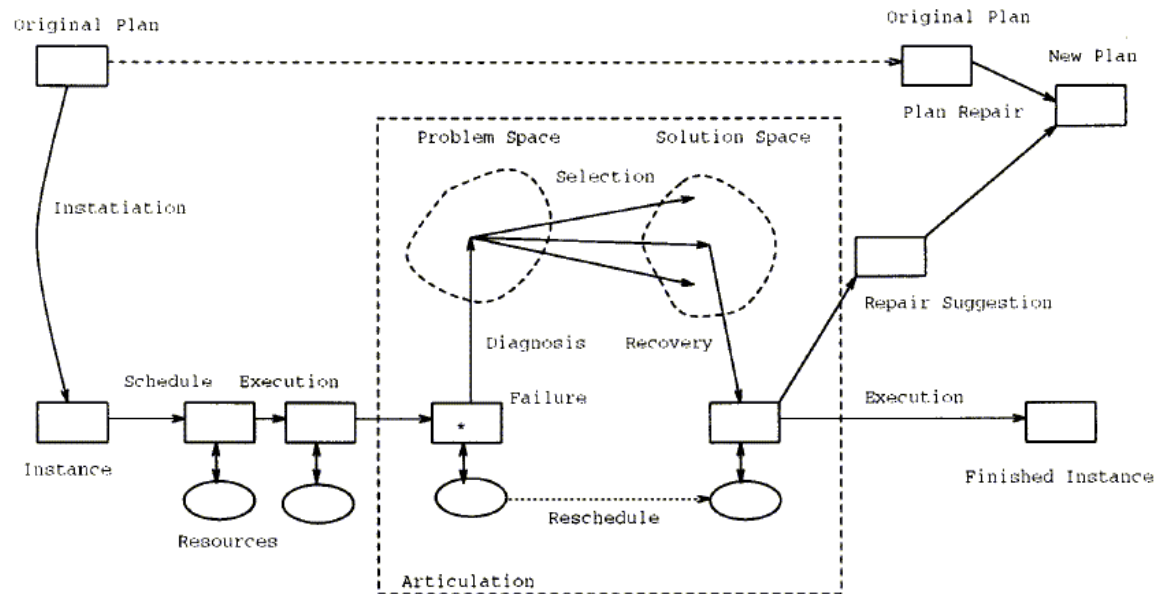 Original Plan
Original Plan
New Plan
Plan Repair
Problem Space
Solution Space
Selection
Instatiation
Repair Suggestion
Diagnosis
Recovery
Schedule
Execution
Failure
Execution
*
Instance
Finished Instance
Reschedule
Resources
Articulation